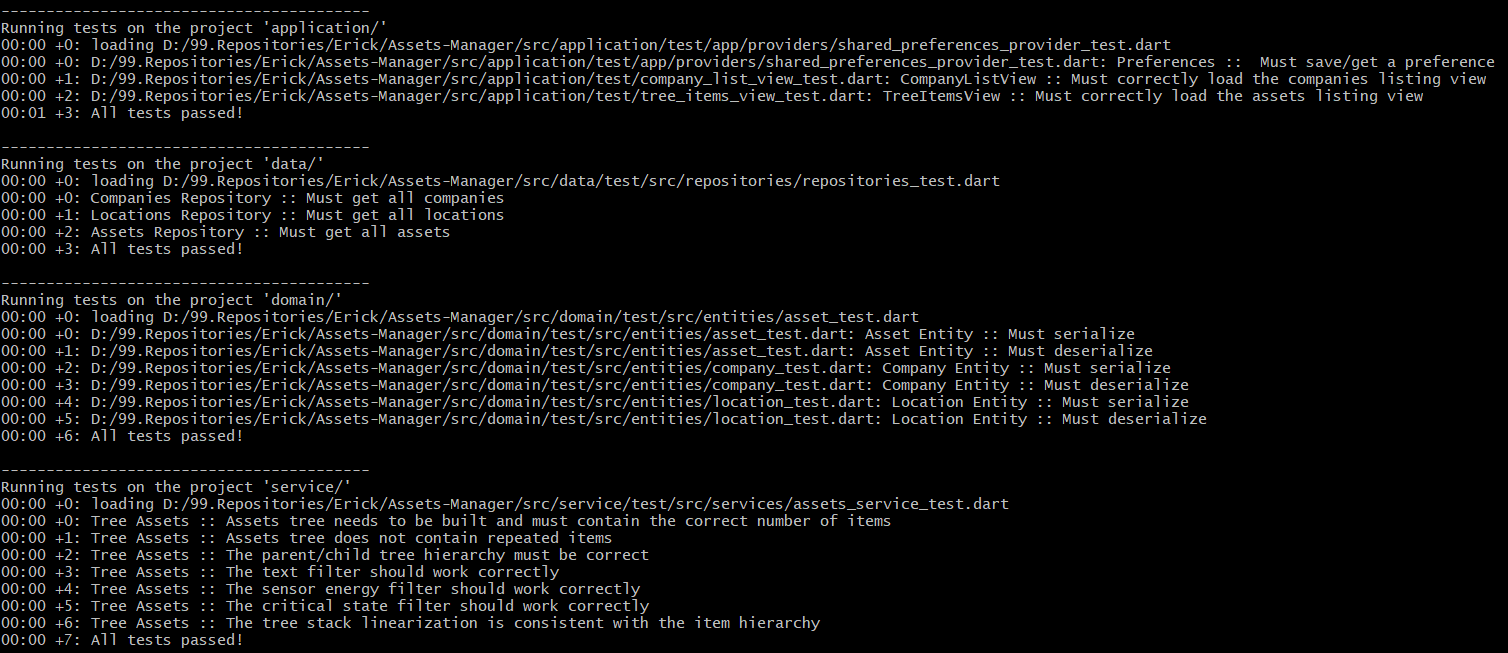 -----------------------------------------
Running tests on the project 'application/'
00:00 +0: loading D:/99.Repositories/Erick/Assets-Manager/src/application/test/app/providers/shared_preferences_provider_test.dart
00:00 +0: D:/99.Repositories/Erick/Assets-Manager/src/application/test/app/providers/shared_preferences_provider_test.dart: Preferences ::  Must save/get a preference
00:00 +1: D:/99.Repositories/Erick/Assets-Manager/src/application/test/company_list_view_test.dart: CompanyListView :: Must correctly load the companies listing view
00:00 +2: D:/99.Repositories/Erick/Assets-Manager/src/application/test/tree_items_view_test.dart: TreeItemsView :: Must correctly load the assets listing view
00:01 +3: All tests passed!
-----------------------------------------
Running tests on the project 'data/'
00:00 +0: loading D:/99.Repositories/Erick/Assets-Manager/src/data/test/src/repositories/repositories_test.dart
00:00 +0: Companies Repository :: Must get all companies
00:00 +1: Locations Repository :: Must get all locations
00:00 +2: Assets Repository :: Must get all assets
00:00 +3: All tests passed!
-----------------------------------------
Running tests on the project 'domain/'
00:00 +0: loading D:/99.Repositories/Erick/Assets-Manager/src/domain/test/src/entities/asset_test.dart
00:00 +0: D:/99.Repositories/Erick/Assets-Manager/src/domain/test/src/entities/asset_test.dart: Asset Entity :: Must serialize
00:00 +1: D:/99.Repositories/Erick/Assets-Manager/src/domain/test/src/entities/asset_test.dart: Asset Entity :: Must deserialize
00:00 +2: D:/99.Repositories/Erick/Assets-Manager/src/domain/test/src/entities/company_test.dart: Company Entity :: Must serialize
00:00 +3: D:/99.Repositories/Erick/Assets-Manager/src/domain/test/src/entities/company_test.dart: Company Entity :: Must deserialize
00:00 +4: D:/99.Repositories/Erick/Assets-Manager/src/domain/test/src/entities/location_test.dart: Location Entity :: Must serialize
00:00 +5: D:/99.Repositories/Erick/Assets-Manager/src/domain/test/src/entities/location_test.dart: Location Entity :: Must deserialize
00:00 +6: All tests passed!
-----------------------------------------
Running tests on the project 'service/'
00:00 +0: loading D:/99.Repositories/Erick/Assets-Manager/src/service/test/src/services/assets_service_test.dart
00:00 +0: Tree Assets :: Assets tree needs to be built and must contain the correct number of items
00:00 +1: Tree Assets :: Assets tree does not contain repeated items
00:00 +2: Tree Assets :: The parent/child tree hierarchy must be correct
00:00 +3: Tree Assets :: The text filter should work correctly
00:00 +4: Tree Assets :: The sensor energy filter should work correctly
00:00 +5: Tree Assets :: The critical state filter should work correctly
00:00 +6: Tree Assets :: The tree stack linearization is consistent with the item hierarchy
00:00 +7: All tests passed!